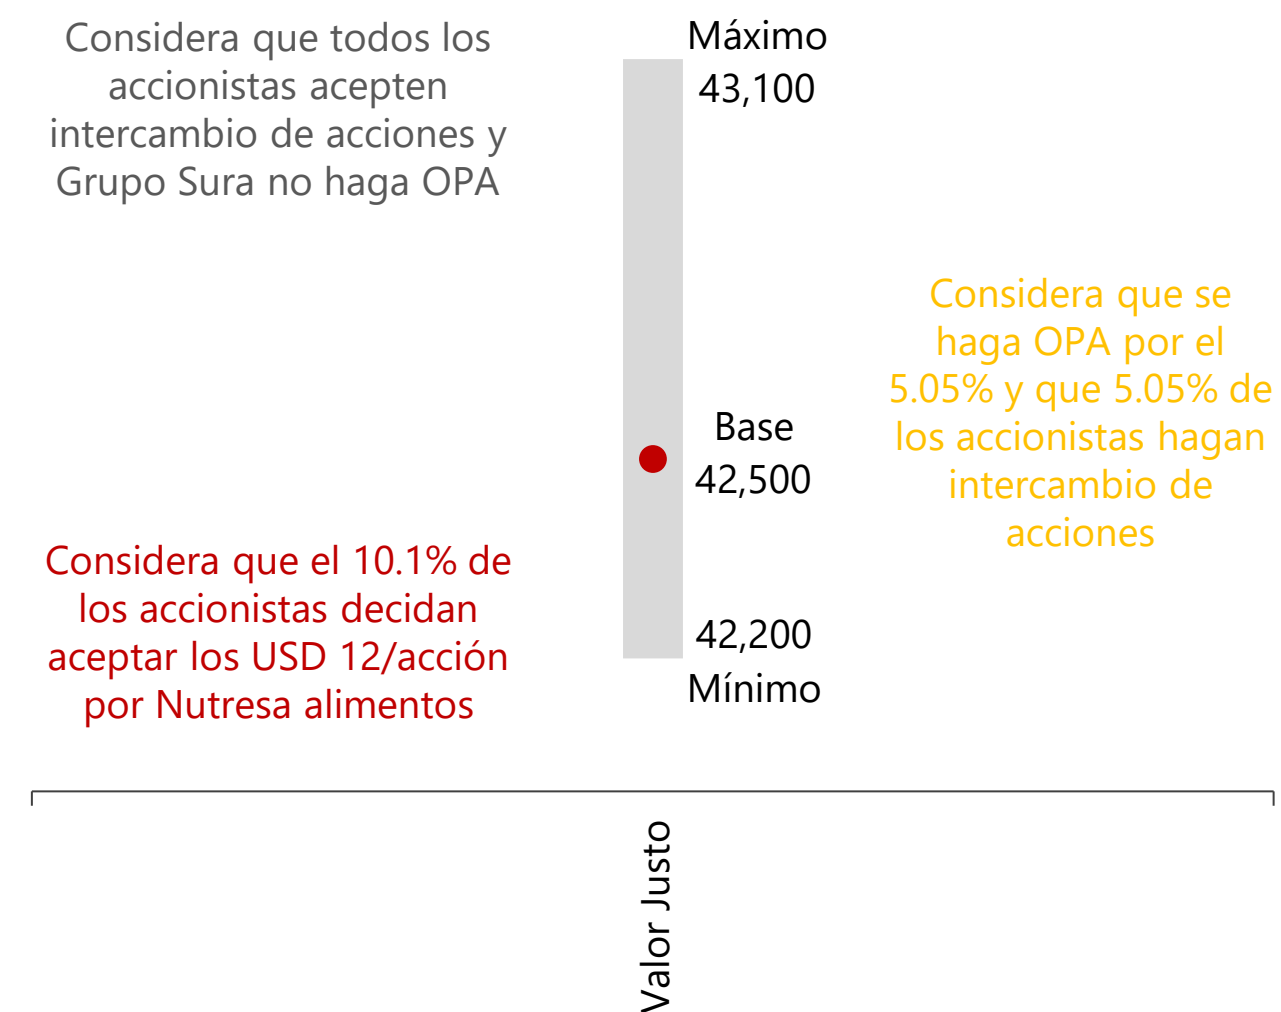 Considera que todos los
accionistas acepten
intercambio de acciones y
Grupo Sura no haga OPA
Máximo
43,100
Considera que se
haga OPA por el
5.05% y que 5.05% de
los accionistas hagan
intercambio de
acciones
Base
42,500
Considera que el 10.1% de
los accionistas decidan
aceptar los USD 12/acción
por Nutresa alimentos
42,200
Mínimo
Valor Justo